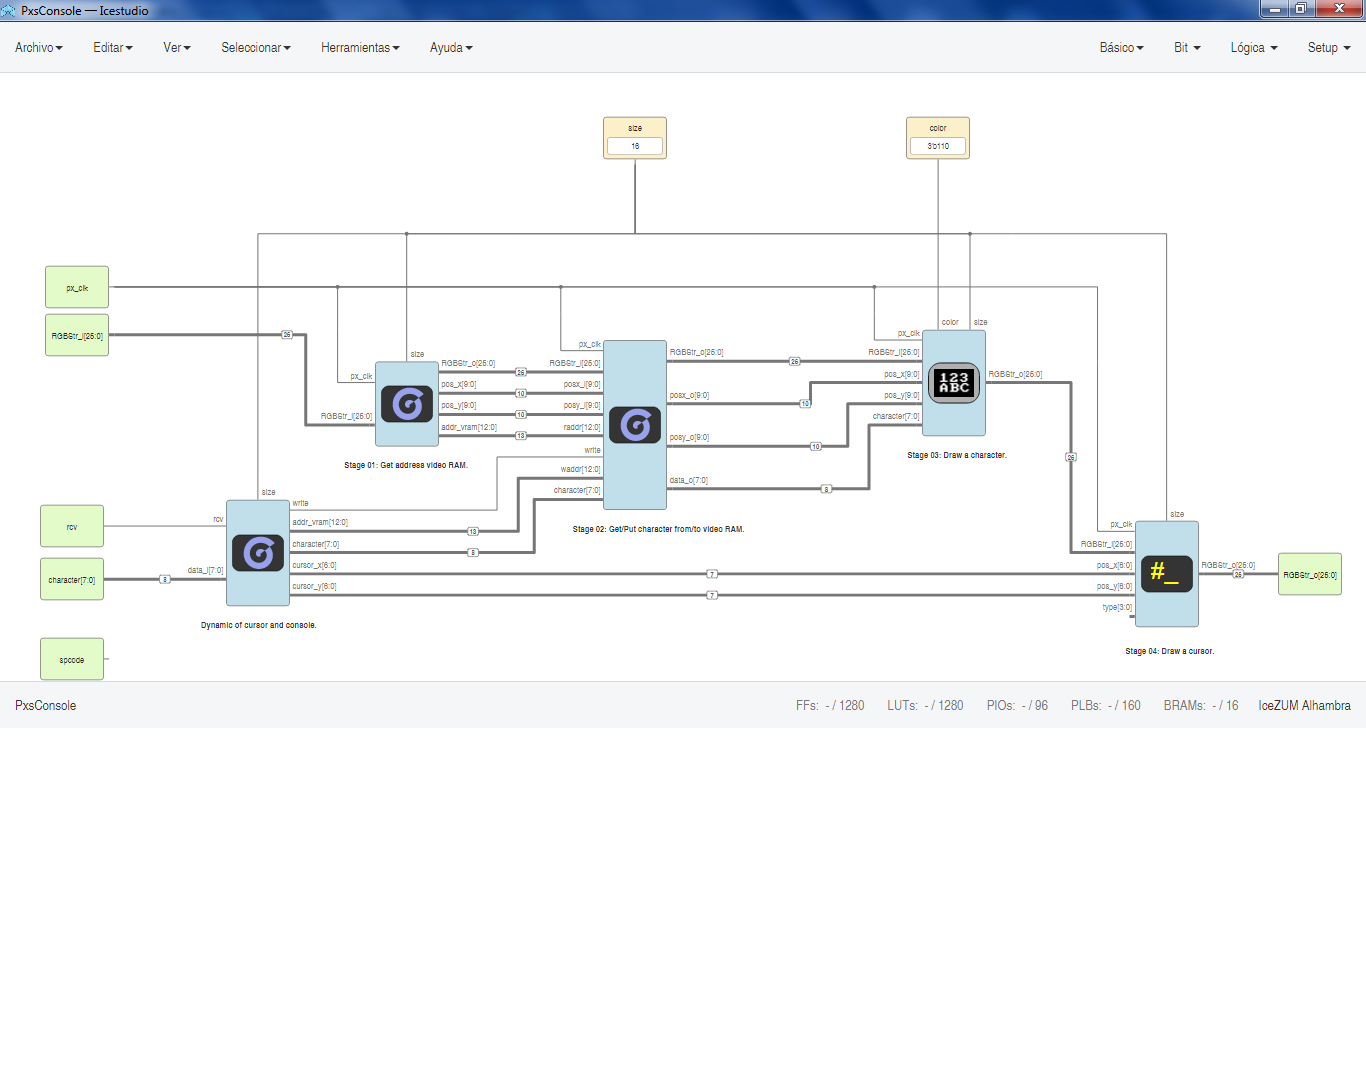 PxsConsole — Icestudio
Archivo Editar Ver Seleccionar Herramientas Ayuda Básico Bit Lógica Setup
size
16
color
3'b110
px_clk
RGBStr_i[25:0]
26
size
px_clk
RGBStr_i[25:0]
RGBStr_o[25:0]
pos_x[9:0]
pos_y[9:0]
addr_vram[12:0]
26
10
10
13
Stage 01: Get address video RAM.
px_clk
RGBStr_i[25:0]
posx_i[9:0]
posy_i[9:0]
raddr[12:0]
write
waddr[12:0]
character[7:0]
RGBStr_o[25:0]
posx_o[9:0]
posy_o[9:0]
data_o[7:0]
Stage 02: Get/Put character from/to video RAM.
26
10
10
8
color size
px_clk
RGBStr_i[25:0]
pos_x[9:0]
pos_y[9:0]
character[7:0]
123
ABC
RGBStr_o[25:0]
Stage 03: Draw a character.
26
rcv
character[7:0]
8
size
rcv
data_i[7:0]
write
addr_vram[12:0]
character[7:0]
cursor_x[6:0]
cursor_y[6:0]
13
8
7
7
Dynamic of cursor and console.
size
px_clk
RGBStr_i[25:0]
pos_x[6:0]
pos_y[6:0]
type[3:0]
#_
RGBStr_o[25:0]
26
RGBStr_o[25:0]
Stage 04: Draw a cursor.
spcode
PxsConsole FFs: - / 1280 LUTs: - / 1280 PIOs: - / 96 PLBs: - / 160 BRAMs: - / 16 IceZUM Alhambra